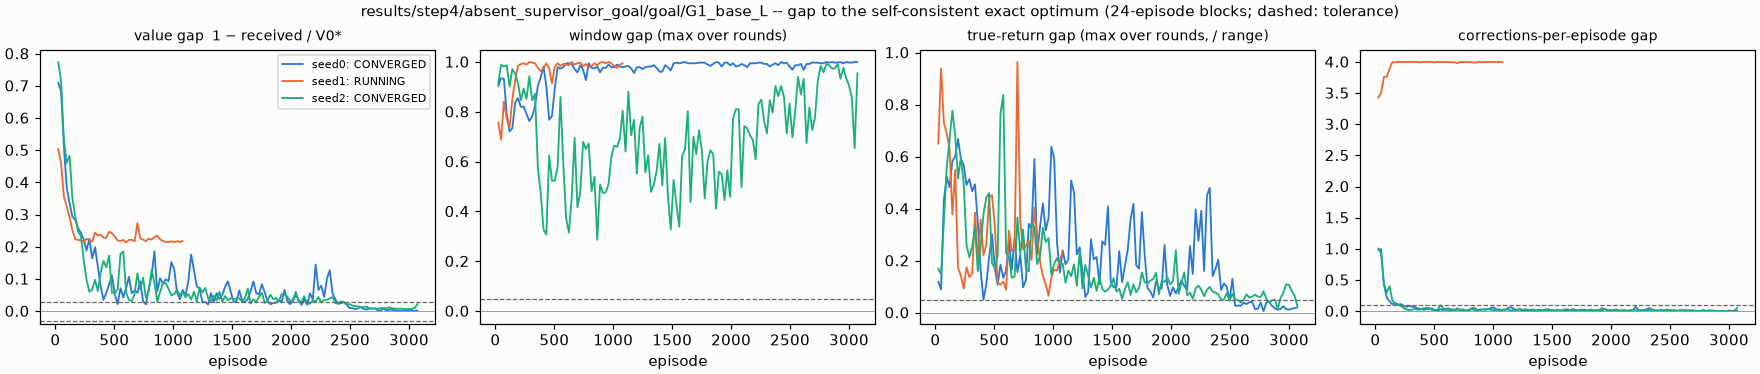 results/step4/absent_supervisor_goal/goal/G1_base_L -- gap to the self-consistent exact optimum (24-episode blocks; dashed: tolerance)
value gap 1 − received / V0*
0.8
0.7
0.6
0.5
0.4
0.3
0.2
0.1
0.0
seed0: CONVERGED
seed1: RUNNING
seed2: CONVERGED
0 500 1000 1500 2000 2500 3000
episode
window gap (max over rounds)
1.0
0.8
0.6
0.4
0.2
0.0
0 500 1000 1500 2000 2500 3000
episode
true-return gap (max over rounds, / range)
1.0
0.8
0.6
0.4
0.2
0.0
0 500 1000 1500 2000 2500 3000
episode
corrections-per-episode gap
4.0
3.5
3.0
2.5
2.0
1.5
1.0
0.5
0.0
0 500 1000 1500 2000 2500 3000
episode